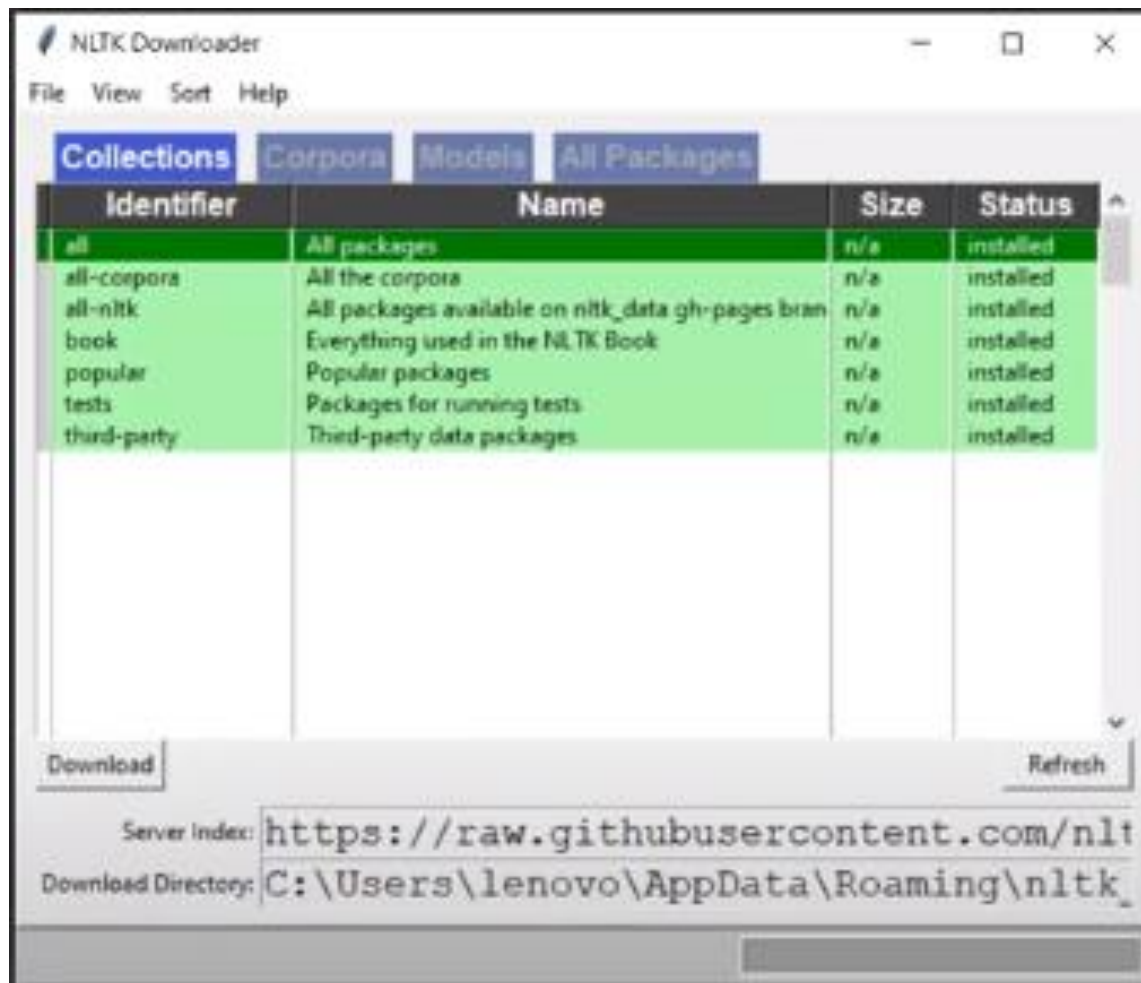 NLTK Downloader
File View Sort Help
Collections Corpora Models All Packages
Identifier Name Size Status
all All packages n/a installed
all-corpora All the corpora n/a installed
all-nltk All packages available on nltk_data gh-pages bran n/a installed
book Everything used in the NLTK Book n/a installed
popular Popular packages n/a installed
tests Packages for running tests n/a installed
third-party Third-party data packages n/a installed
Download Refresh
Server Index: https://raw.githubusercontent.com/nlt
Download Directory: C:\Users\lenovo\AppData\Roaming\nltk_